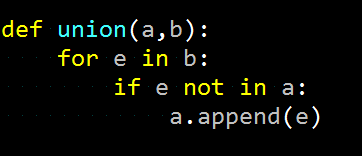 def union(a,b):
    for e in b:
        if e not in a:
            a.append(e)